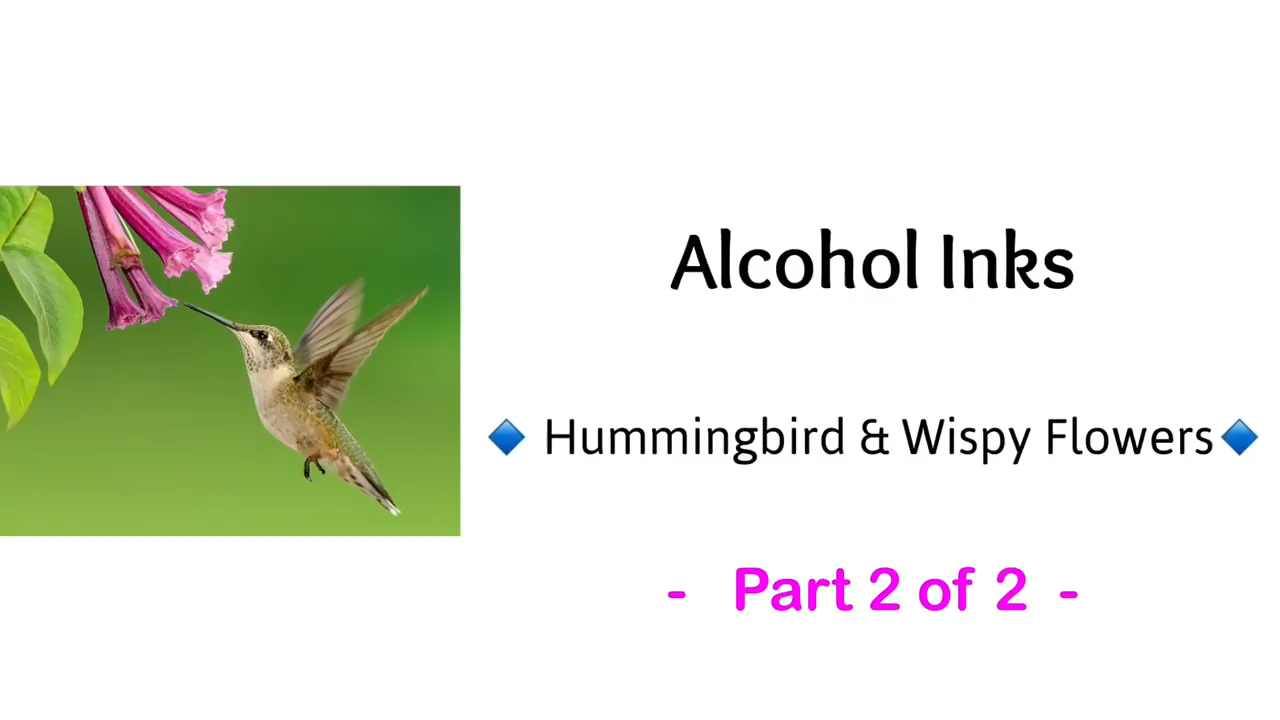 Alcohol Inks
🔷 Hummingbird & Wispy Flowers 🔷
- Part 2 of 2 -